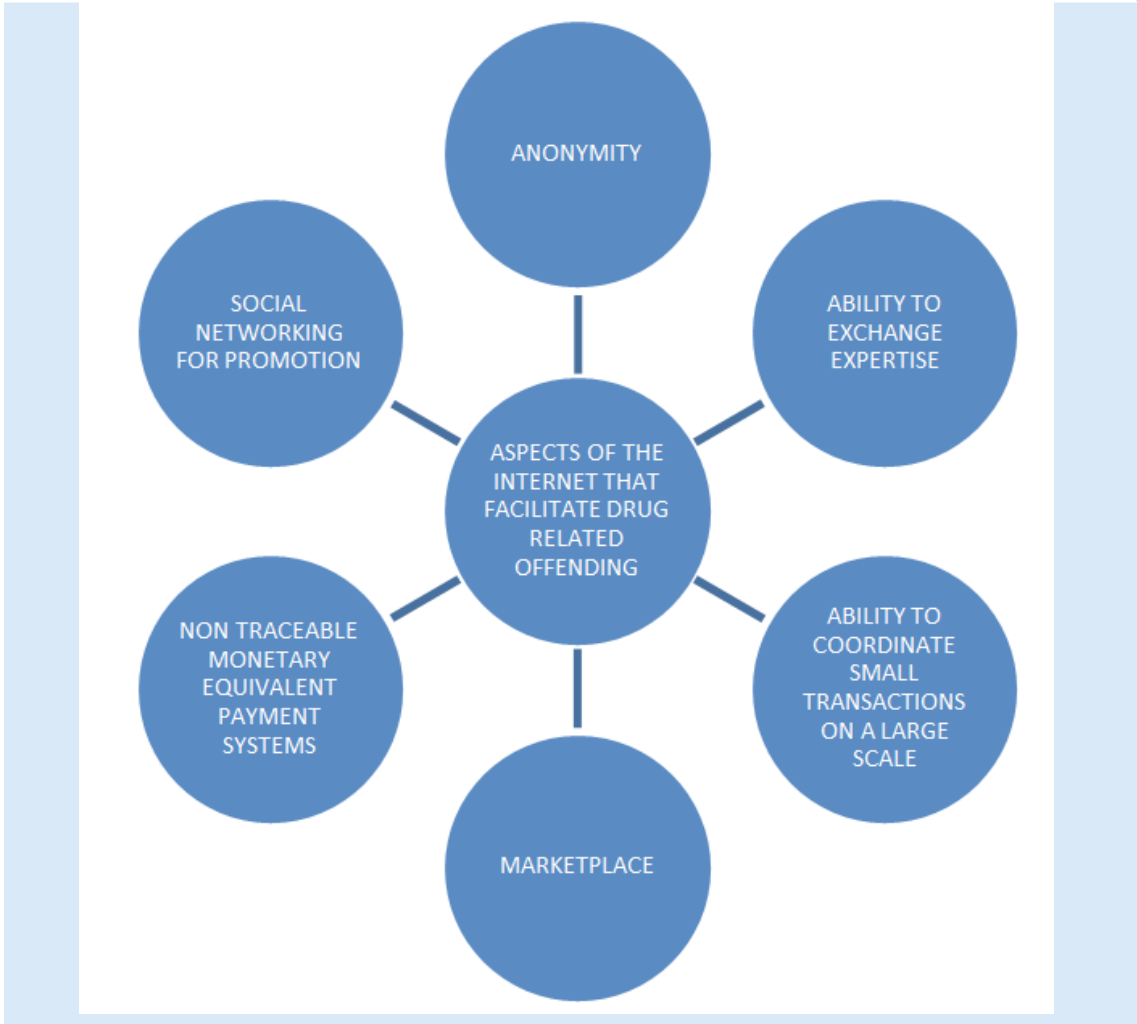 ANONYMITY
SOCIAL
NETWORKING
FOR PROMOTION
ABILITY TO
EXCHANGE
EXPERTISE
ASPECTS OF THE
INTERNET THAT
FACILITATE DRUG
RELATED
OFFENDING
NON TRACEABLE
MONETARY
EQUIVALENT
PAYMENT
SYSTEMS
ABILITY TO
COORDINATE
SMALL
TRANSACTIONS
ON A LARGE
SCALE
MARKETPLACE